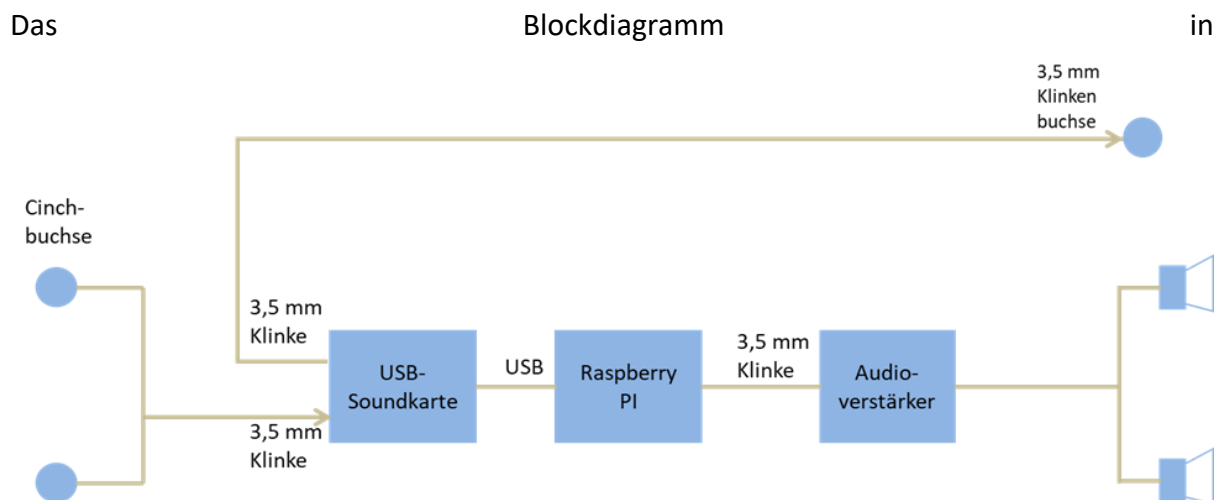 Das Blockdiagramm in
3,5 mm
Klinken
buchse
Cinch-
buchse
3,5 mm
Klinke
3,5 mm
Klinke
USB-
Soundkarte
USB
Raspberry
PI
3,5 mm
Klinke
Audio-
verstärker